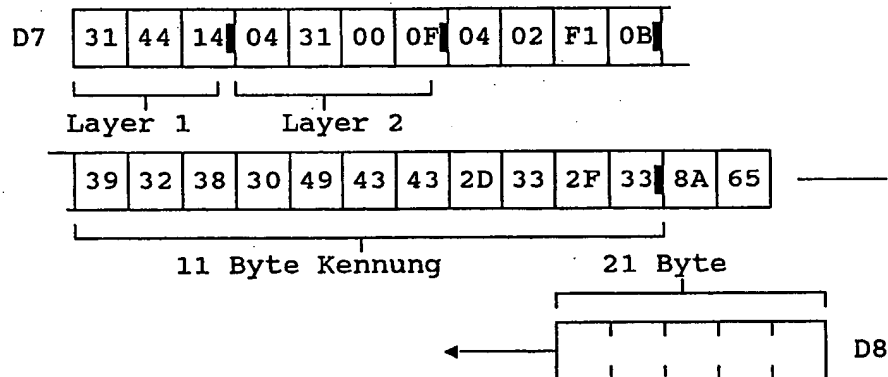 D7 31 44 14 04 31 00 0F 04 02 F1 0B
Layer 1 Layer 2
39 32 38 30 49 43 43 2D 33 2F 33 8A 65
11 Byte Kennung 21 Byte
D8